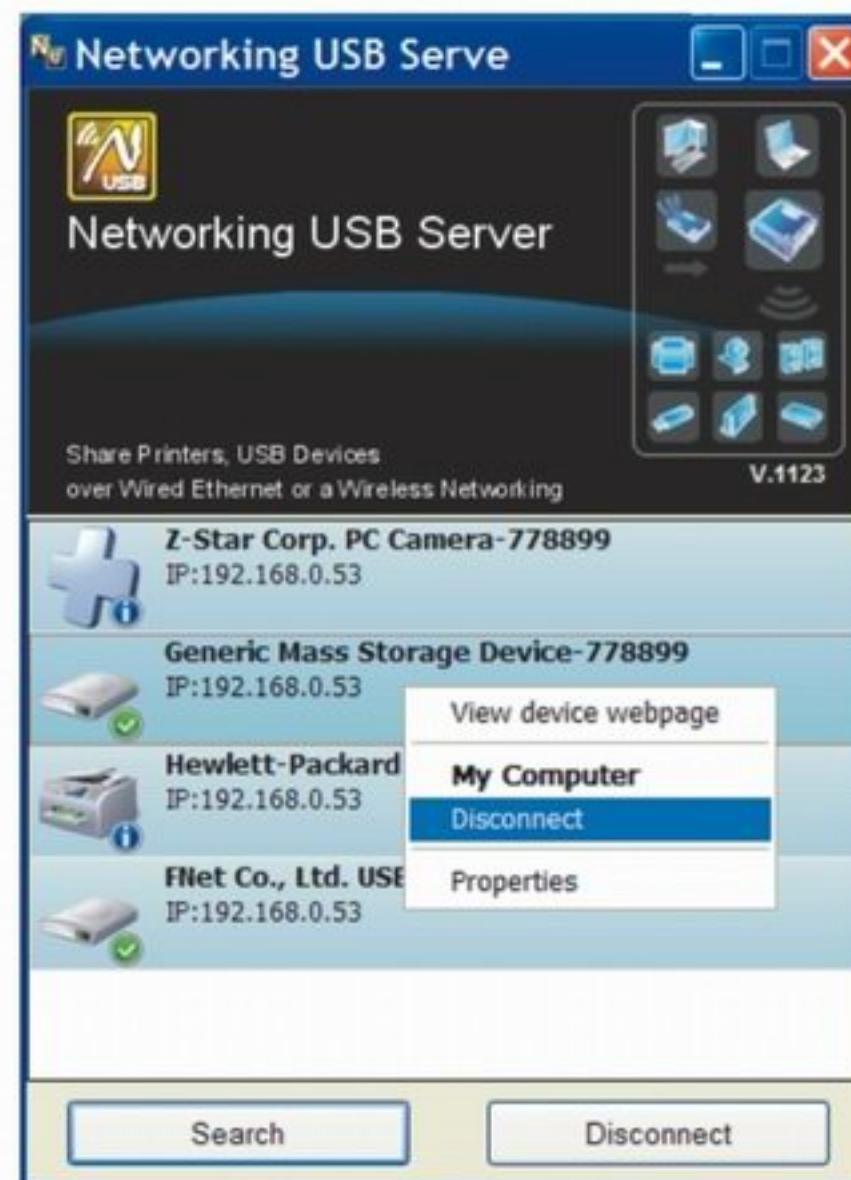 Networking USB Serve
USB
Networking USB Server
Share Printers, USB Devices
over Wired Ethernet or a Wireless Networking
V.1123
Z-Star Corp. PC Camera-778899
IP:192.168.0.53
Generic Mass Storage Device-778899
IP:192.168.0.53
View device webpage
Hewlett-Packard
My Computer
IP:192.168.0.53
Disconnect
FNet Co., Ltd. USB
Properties
IP:192.168.0.53
Search
Disconnect